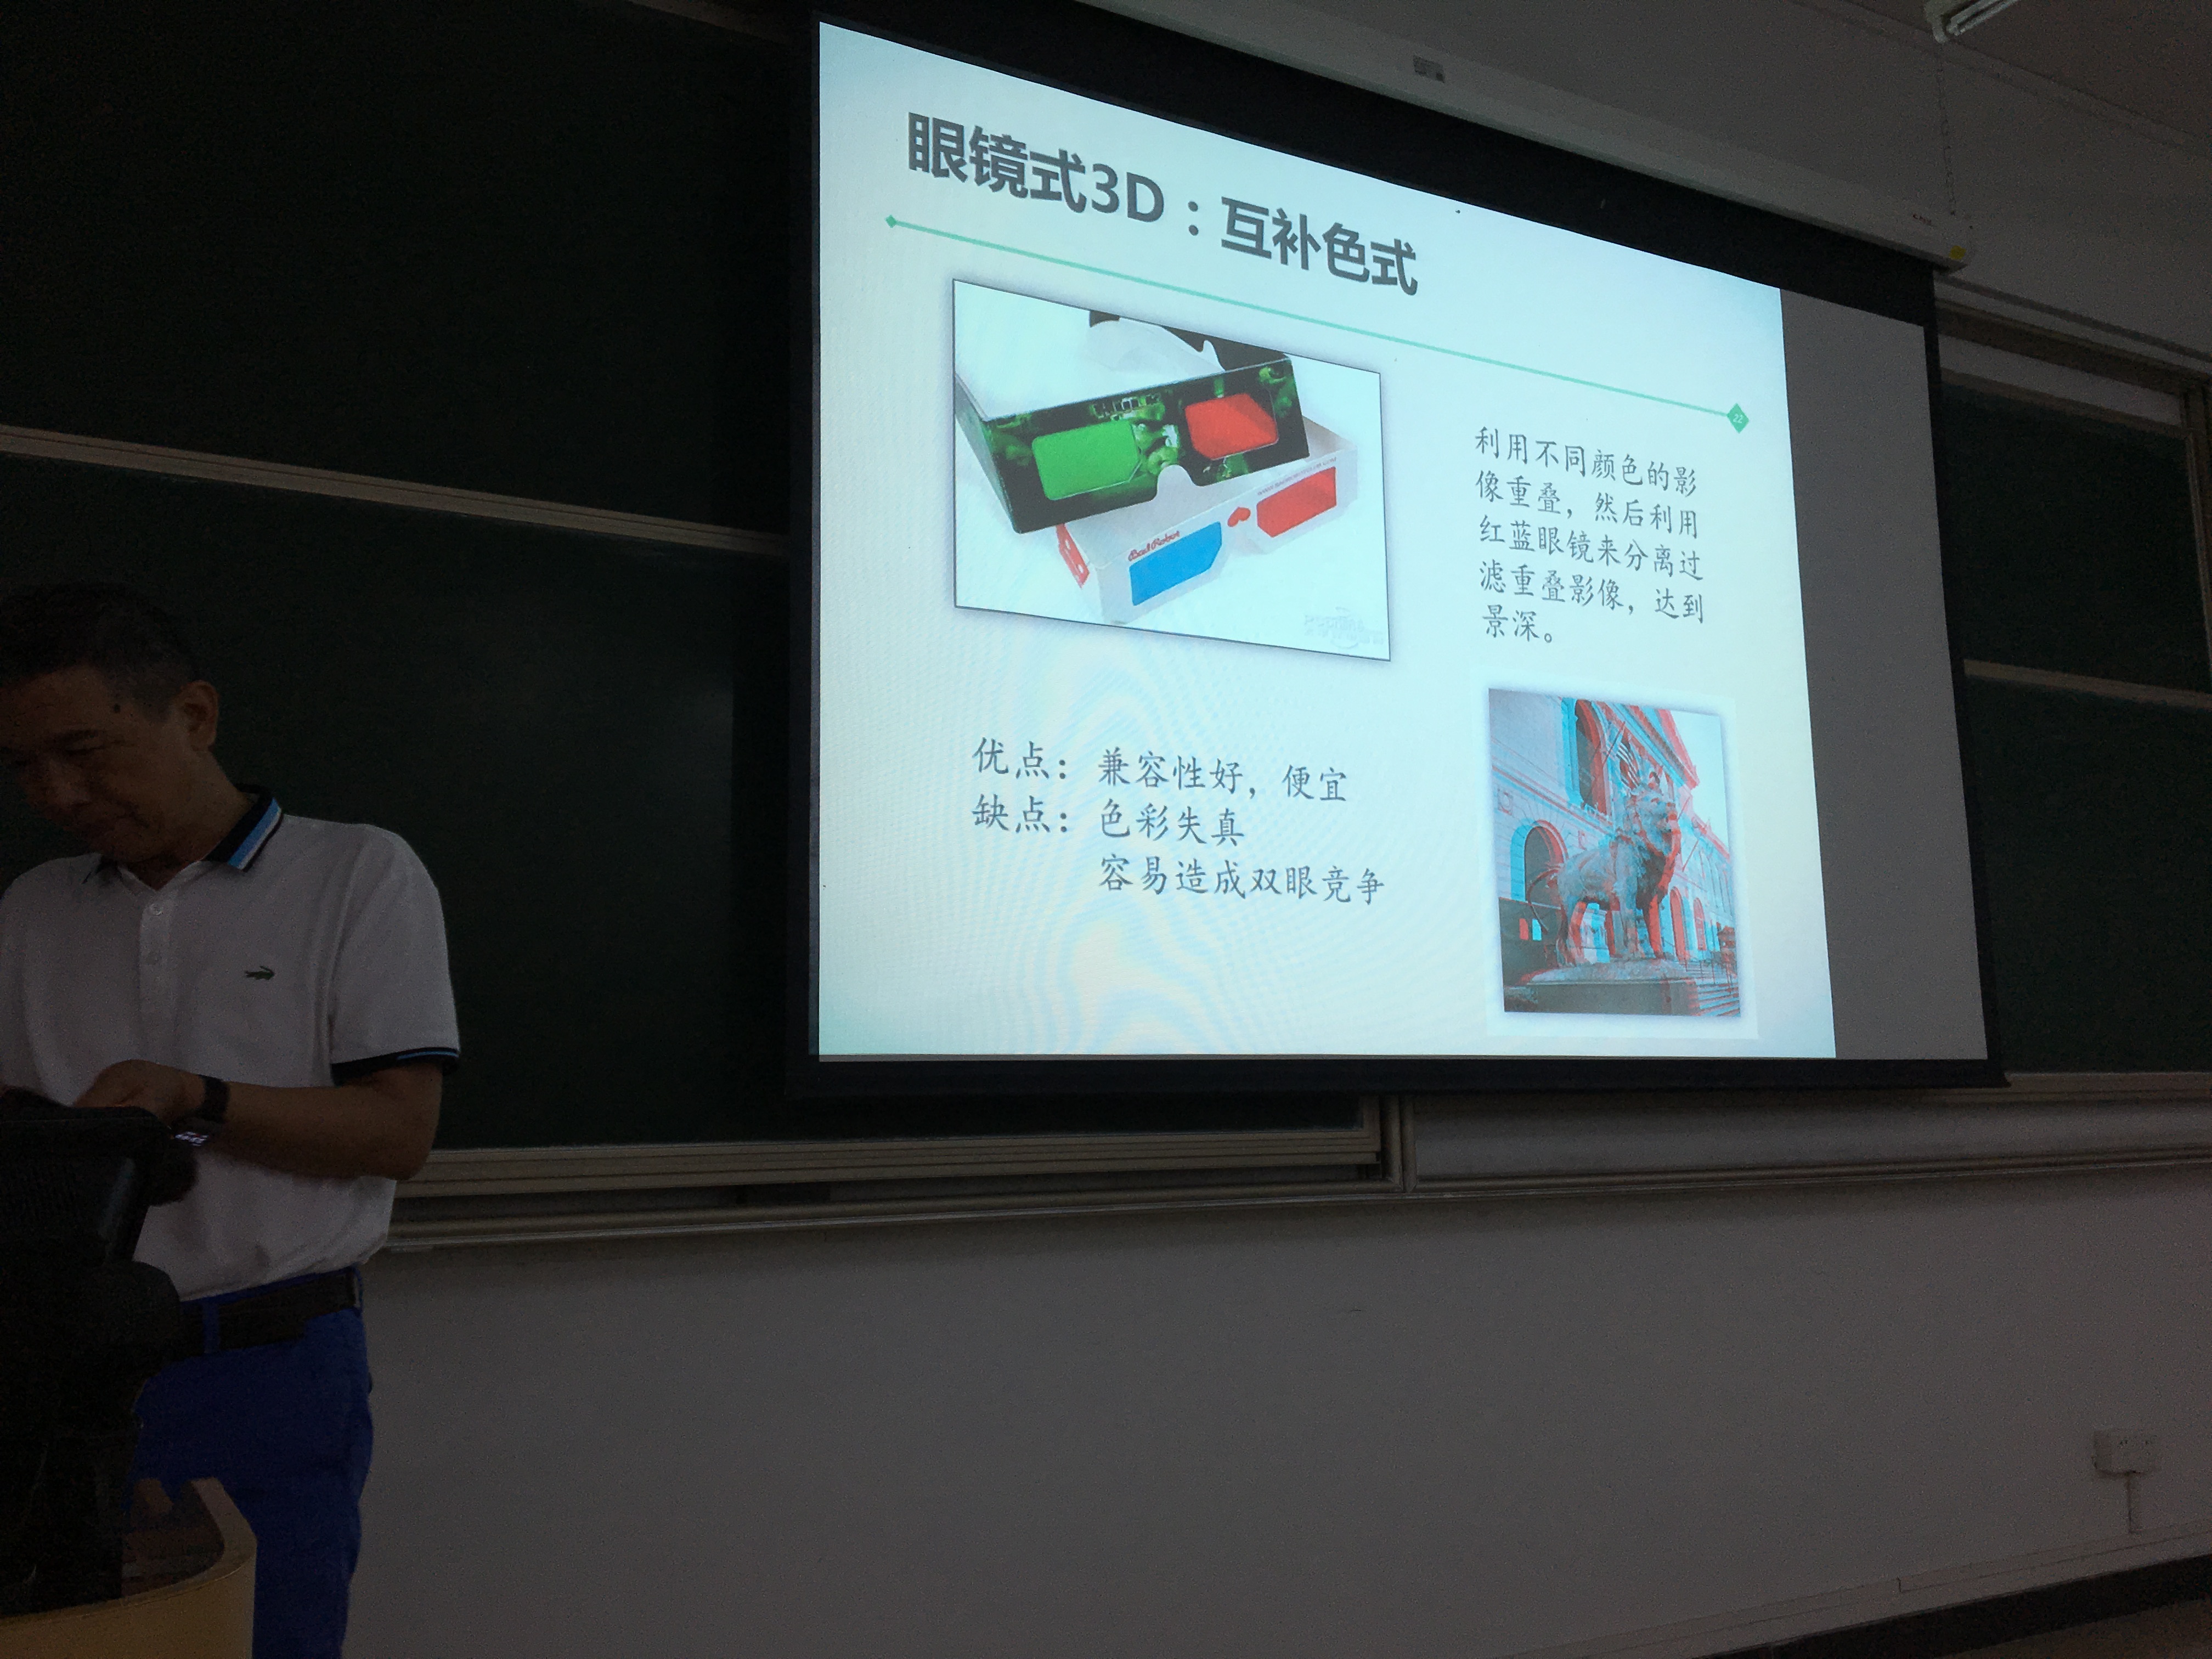 眼镜式3D：互补色式
22
利用不同颜色的影
像重叠，然后利用
红蓝眼镜来分离过
滤重叠影像，达到
景深。
Bad Robot
优点：兼容性好，便宜
缺点：色彩失真
容易造成双眼竞争